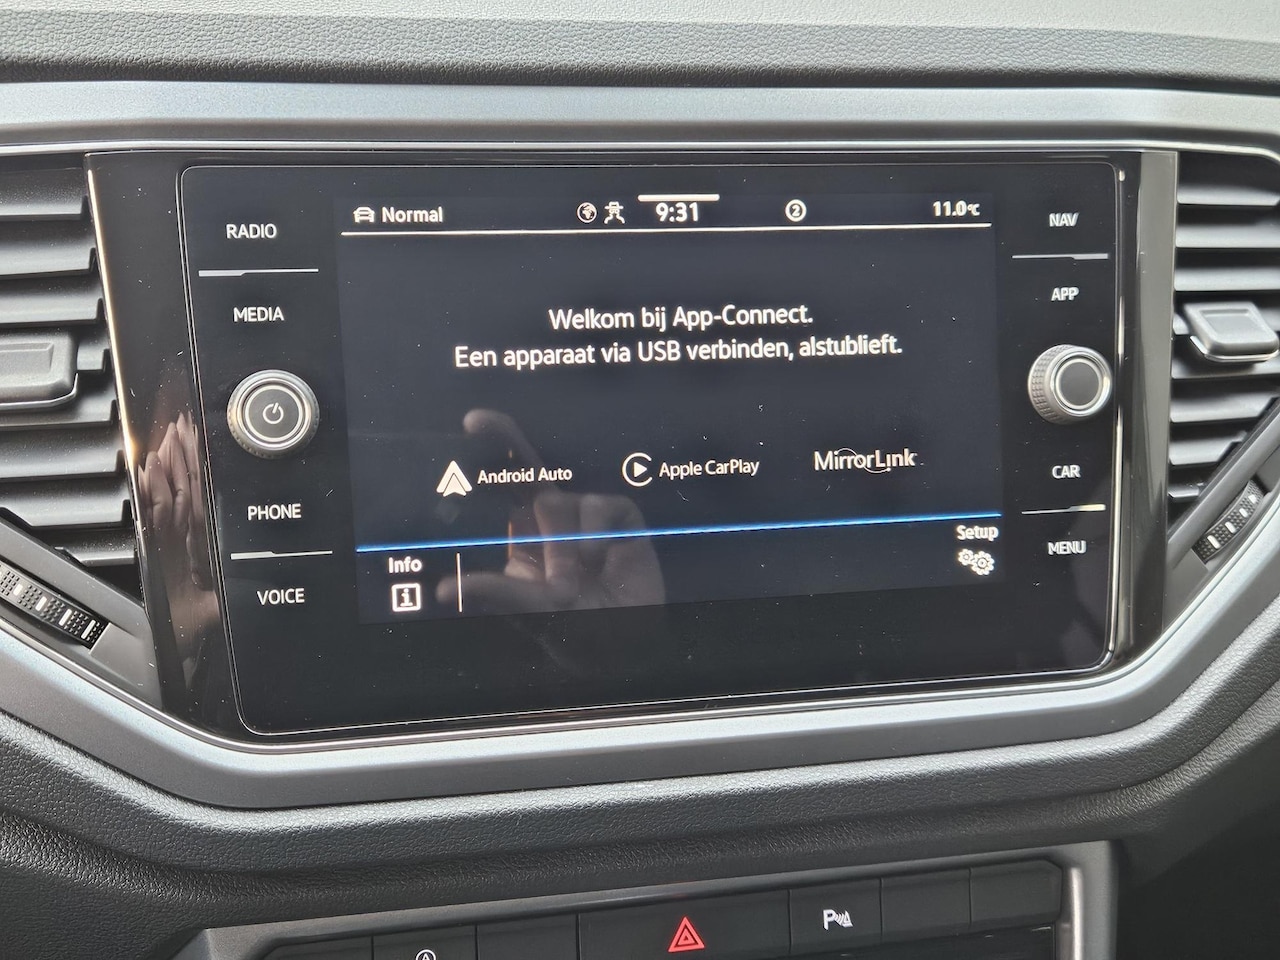 RADIO
MEDIA
PHONE
VOICE
Normal
9:31
2
11.0°C
Welkom bij App-Connect.
Een apparaat via USB verbinden, alstublieft.
Android Auto
Apple CarPlay
MirrorLink
Info
i
Setup
NAV
APP
CAR
MENU
A
P